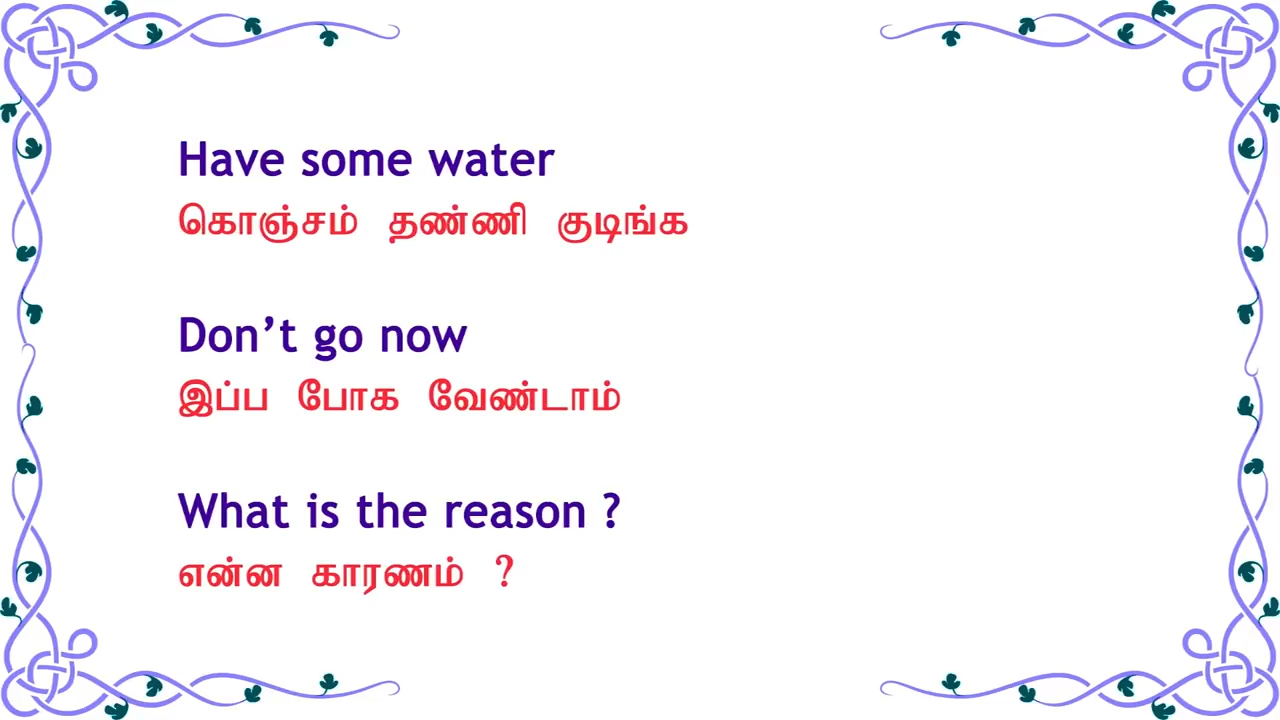 Have some water
கொஞ்சம் தண்ணி குடிங்க
Don’t go now
இப்ப போக வேண்டாம்
What is the reason ?
என்ன காரணம் ?